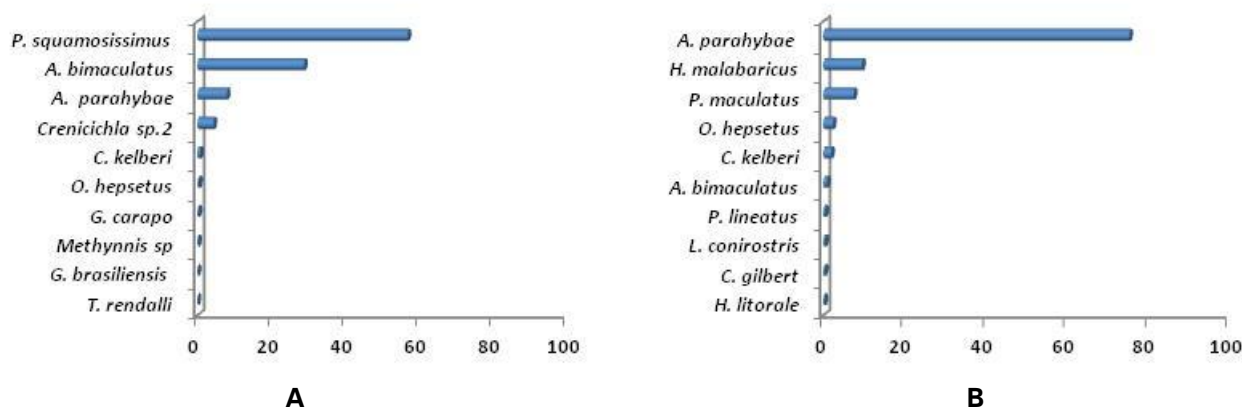 P. squamosissimus
A. bimaculatus
A. parahybae
Crenicichla sp.2
C. kelberi
O. hepsetus
G. carapo
Methynnis sp
G. brasiliensis
T. rendalli
0 20 40 60 80 100
A
A. parahybae
H. malabaricus
P. maculatus
O. hepsetus
C. kelberi
A. bimaculatus
P. lineatus
L. conirostris
C. gilbert
H. litorale
0 20 40 60 80 100
B